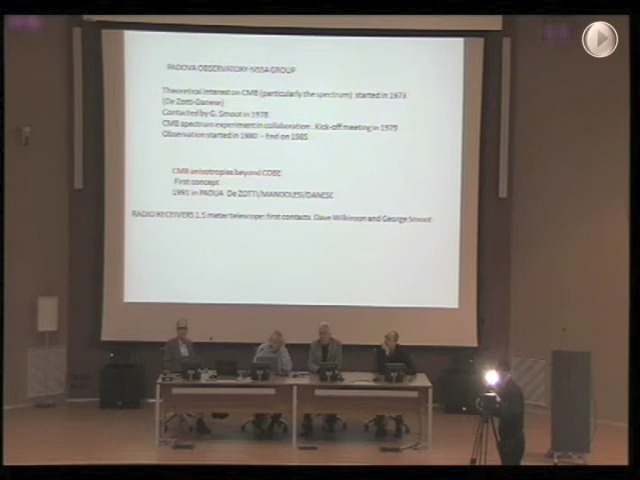 PADOVA OBSERVATORY-SISSA GROUP
Theoretical interest on CMB (particularly the spectrum) started in 1973
(De Zotti-Danese)
Contacted by G. Smoot in 1978
CMB spectrum experiment in collaboration. Kick-off meeting in 1979
Observation started in 1980 – End on 1985
CMB anisotropies beyond COBE:
First concept
1991 in PADUA De ZOTTI/MANDOLESI/DANESE
RADIO RECEIVERS 1.5 meter telescope: first contacts Dave Wilkinson and George Smoot